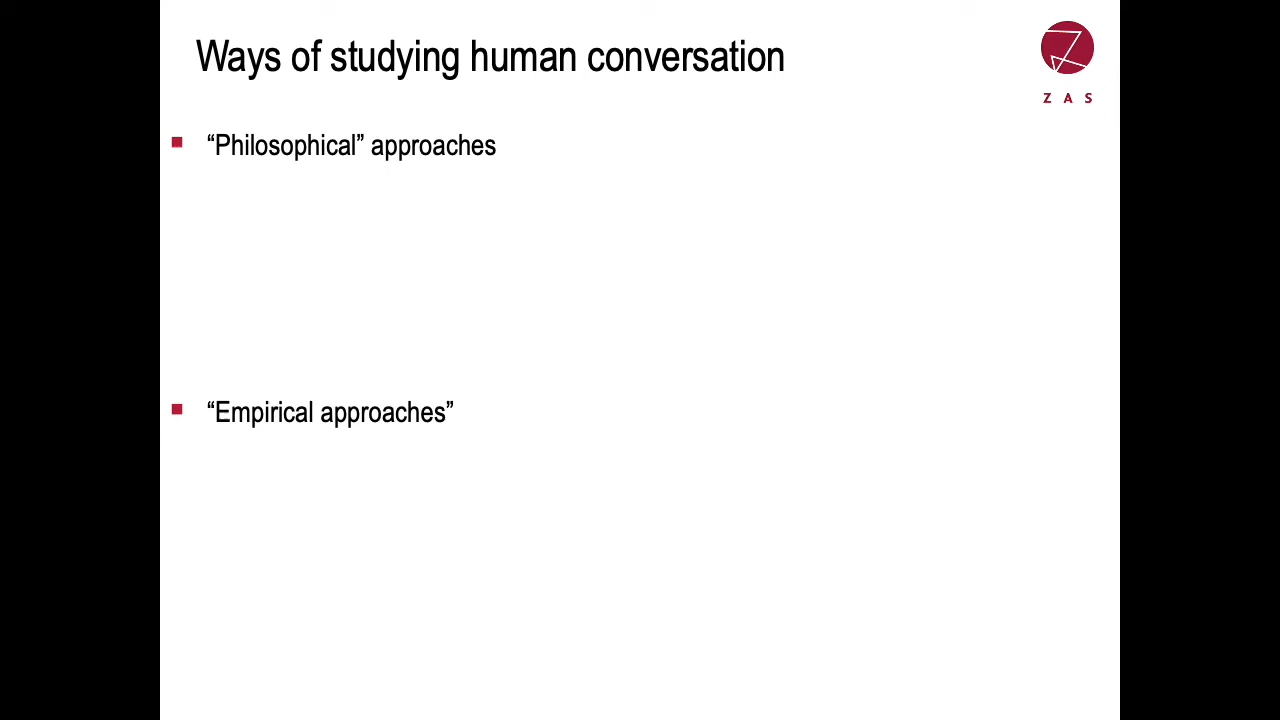 Ways of studying human conversation
Z A S
“Philosophical” approaches
“Empirical approaches”